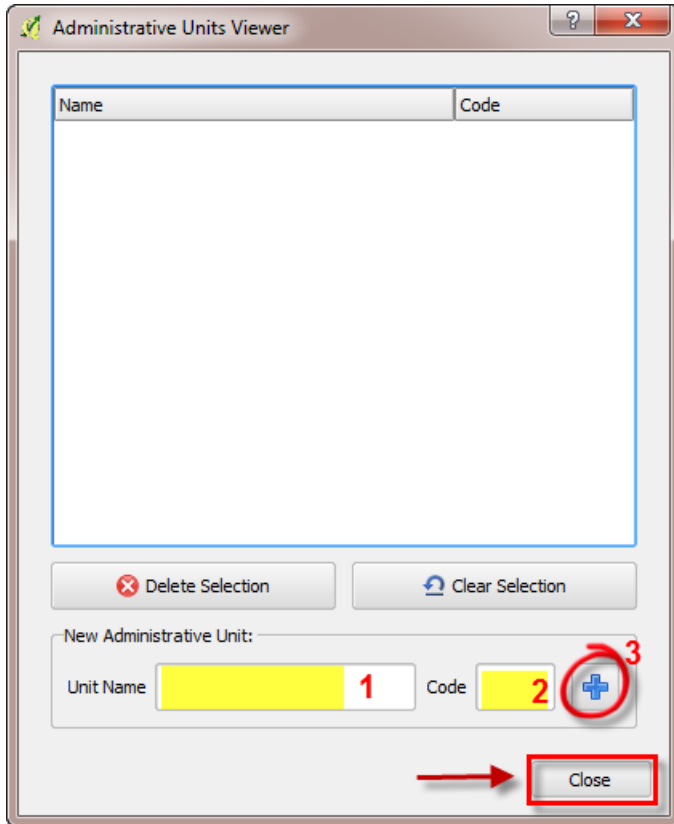 Administrative Units Viewer
Name Code
Delete Selection Clear Selection
New Administrative Unit:
Unit Name 1 Code 2 3
Close